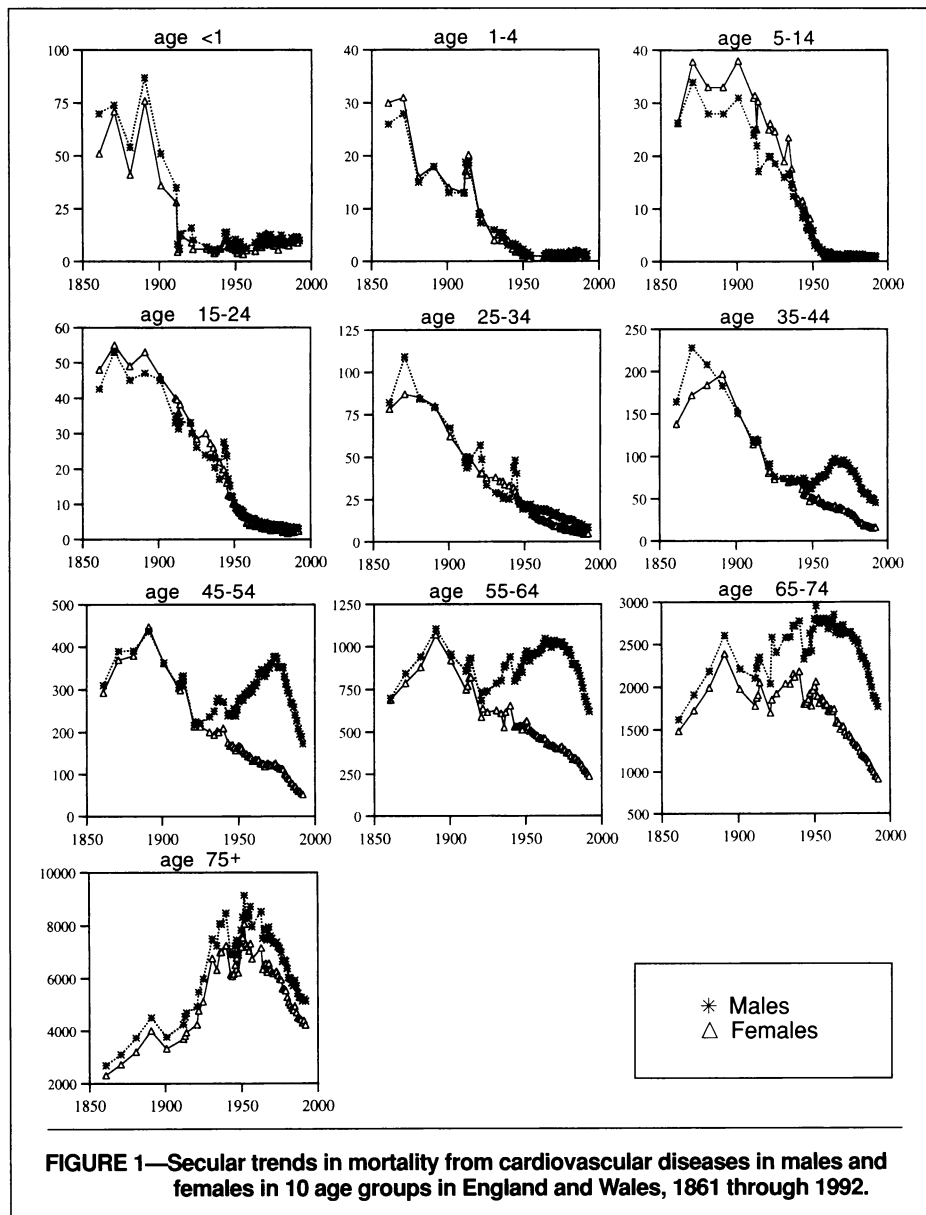 age <1
age 1-4
age 5-14
100
75
50
25
0
1850 1900 1950 2000
40
30
20
10
0
1850 1900 1950 2000
40
30
20
10
0
1850 1900 1950 2000
age 15-24
age 25-34
age 35-44
60
50
40
30
20
10
0
1850 1900 1950 2000
125
100
75
50
25
0
1850 1900 1950 2000
250
200
150
100
50
0
1850 1900 1950 2000
age 45-54
age 55-64
age 65-74
500
400
300
200
100
0
1850 1900 1950 2000
1250
1000
750
500
250
0
1850 1900 1950 2000
3000
2500
2000
1500
1000
500
1850 1900 1950 2000
age 75+
10000
8000
6000
4000
2000
1850 1900 1950 2000
Males
Females
FIGURE 1—Secular trends in mortality from cardiovascular diseases in males and
females in 10 age groups in England and Wales, 1861 through 1992.